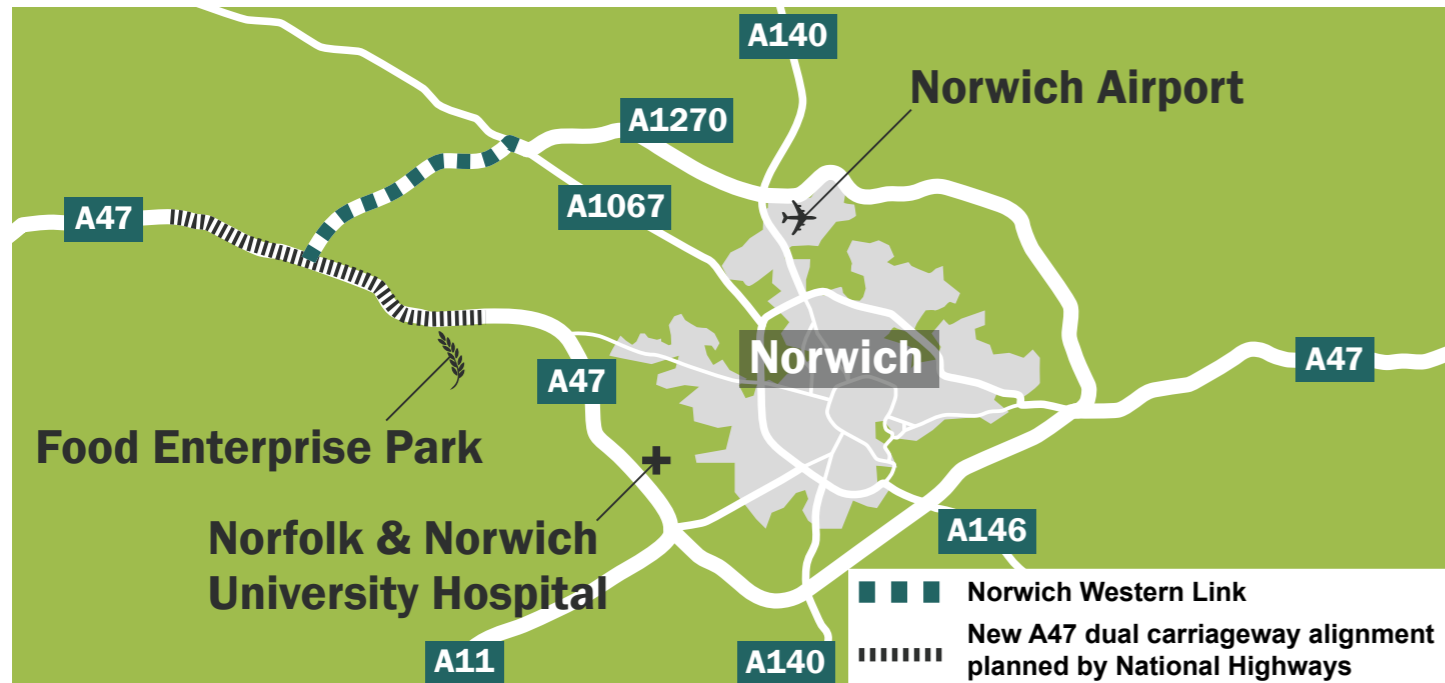 A140
Norwich Airport
A1270
A1067
A47
Norwich
A47
A47
Food Enterprise Park
Norfolk & Norwich
University Hospital
A146
A11
A140
Norwich Western Link
New A47 dual carriageway alignment
planned by National Highways